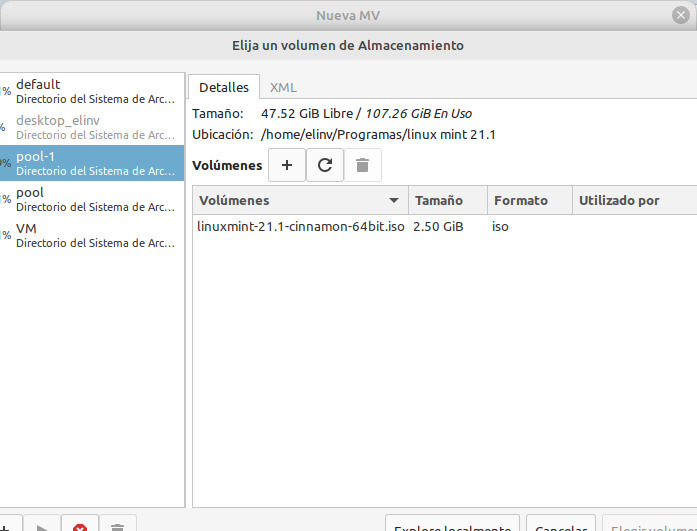 Nueva MV
Elija un volumen de Almacenamiento
default
Directorio del Sistema de Arc...
desktop_elinv
Directorio del Sistema de Arc...
pool-1
Directorio del Sistema de Arc...
pool
Directorio del Sistema de Arc...
VM
Directorio del Sistema de Arc...
Detalles XML
Tamaño: 47.52 GiB Libre / 107.26 GiB En Uso
Ubicación: /home/elinv/Programas/linux mint 21.1
Volúmenes
Volúmenes Tamaño Formato Utilizado por
linuxmint-21.1-cinnamon-64bit.iso 2.50 GiB iso
Explore localmente Cancelar Elegir volumen